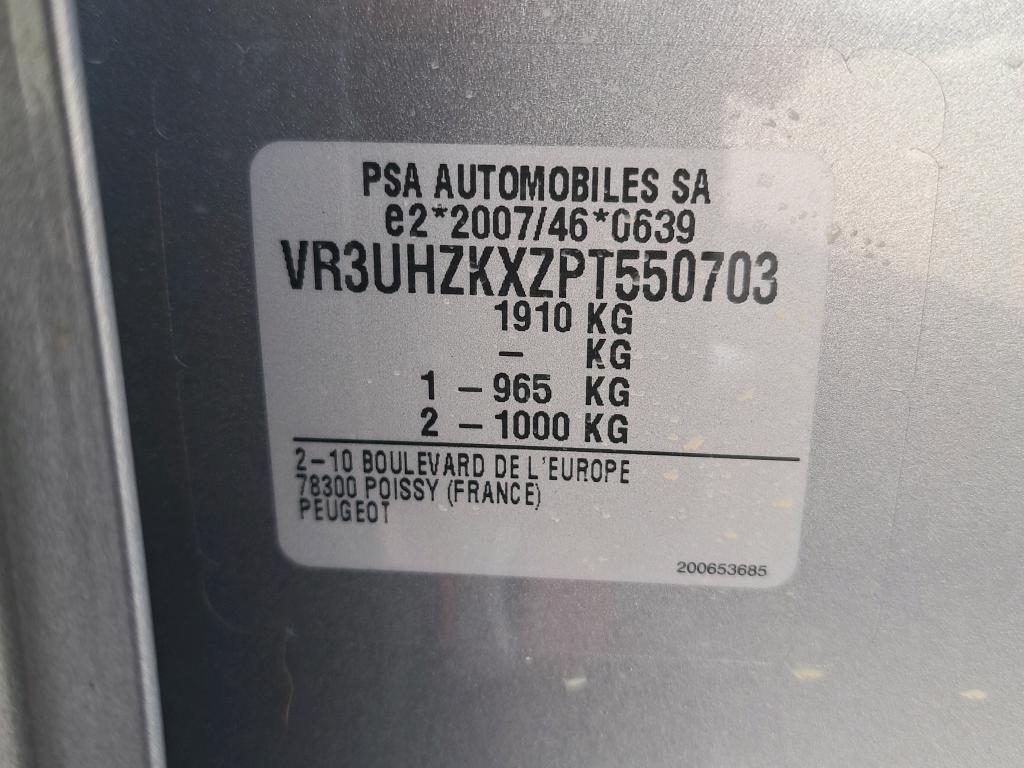 PSA AUTOMOBILES SA
e2*2007/46*0639
VR3UHZKXZPT550703
1910 KG
– KG
1 – 965 KG
2 – 1000 KG
2–10 BOULEVARD DE L'EUROPE
78300 POISSY (FRANCE)
PEUGEOT
200653685